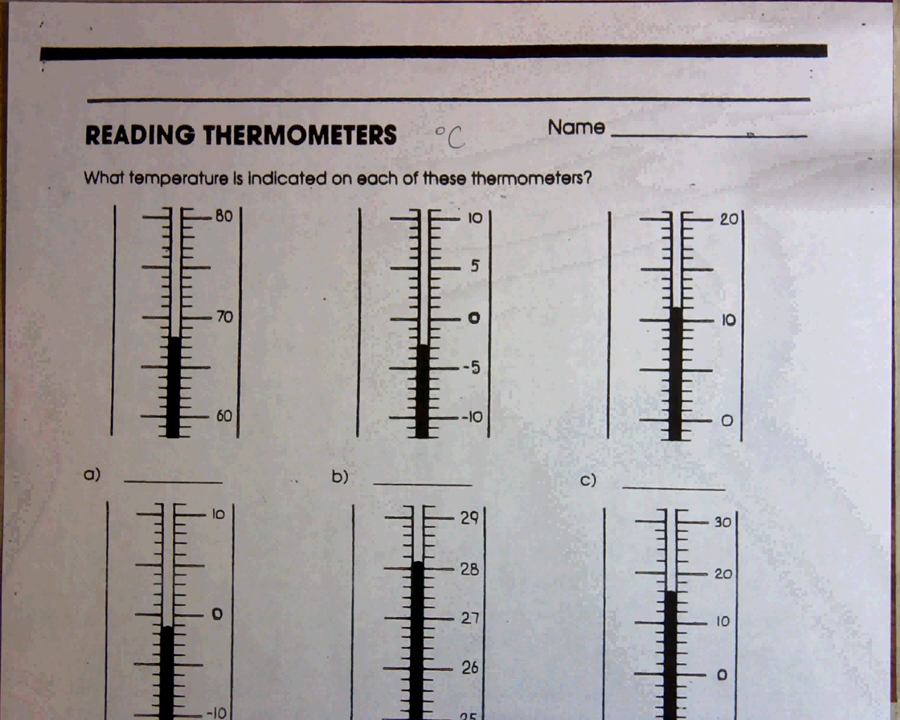 READING THERMOMETERS °C Name
What temperature is indicated on each of these thermometers?
80 10 20
5
70 0 10
-5
60 -10 0
a) b) c)
10 29 30
28 20
0 27 10
26 0
-10 25